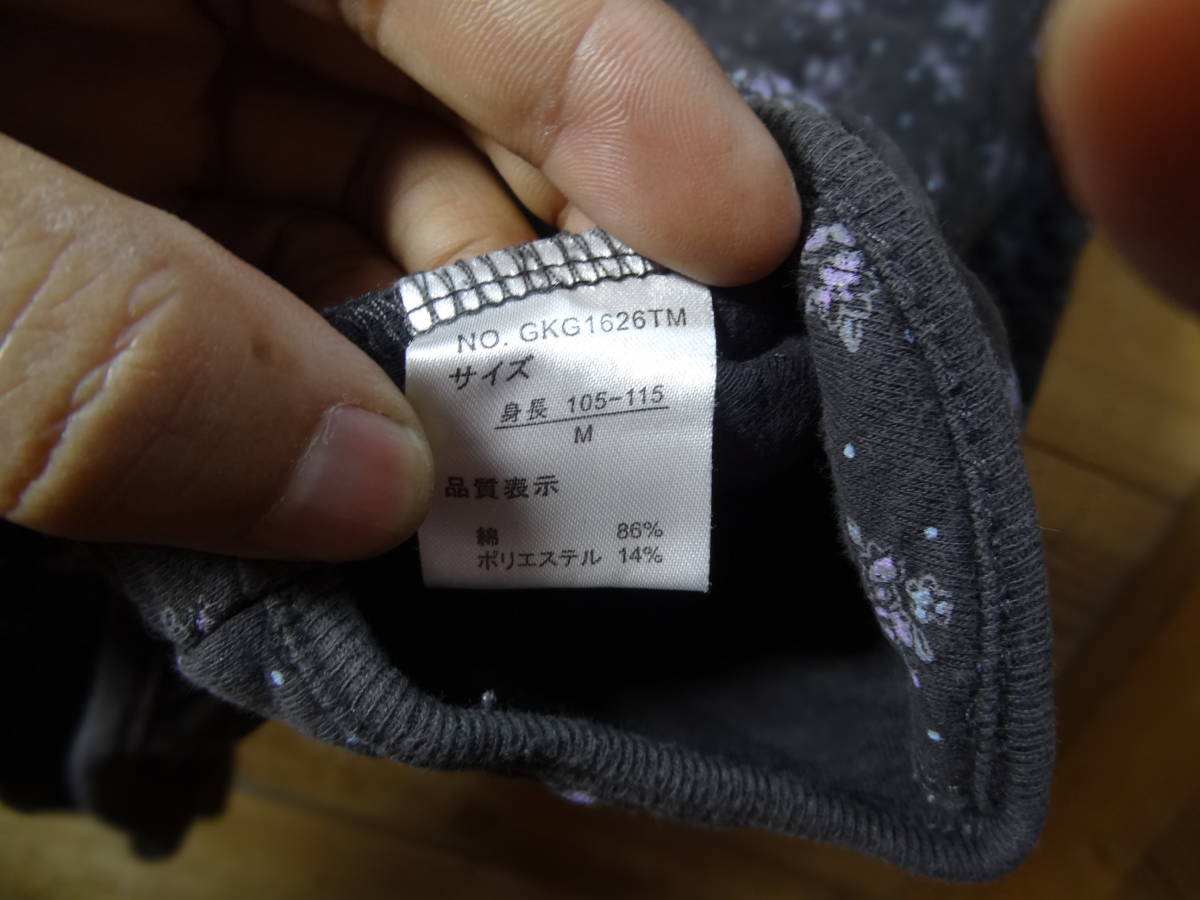 NO. GKG1626TM
サイズ
身長 105-115
M
品質表示
綿 86%
ポリエステル 14%